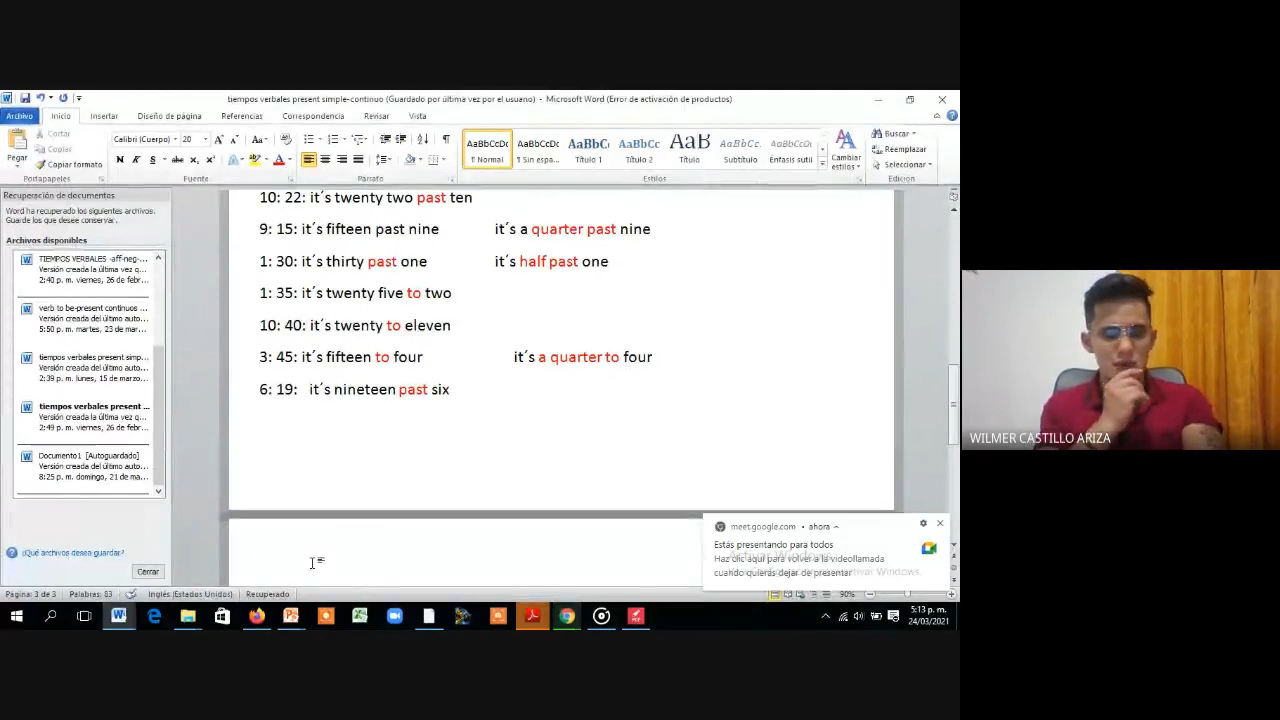 tiempos verbales present simple-continuo (Guardado por última vez por el usuario) - Microsoft Word (Error de activación de productos)
Archivo Inicio Insertar Diseño de página Referencias Correspondencia Revisar Vista
Pegar
Cortar
Copiar
Copiar formato
Portapapeles
Calibri (Cuerpo) 20
Fuente
Párrafo
AaBbCcDc AaBbCcDc AaBbC AaBbCc AaB AaBbCc. AaBbCcDc
¶ Normal ¶ Sin espa... Título 1 Título 2 Título Subtítulo Énfasis sutil
Estilos
Cambiar estilos
Buscar
Reemplazar
Seleccionar
Edición
Recuperación de documentos
Word ha recuperado los siguientes archivos. Guarde los que desee conservar.
Archivos disponibles
TIEMPOS VERBALES -aff-neg-...
Versión creada la última vez q...
2:40 p. m. viernes, 26 de febr...
verb to be-present continuos ...
Versión creada la última vez q...
5:50 p. m. martes, 23 de mar...
tiempos verbales present simp...
Versión creada la última vez q...
2:39 p. m. lunes, 15 de marzo...
tiempos verbales present ...
Versión creada la última vez q...
2:49 p. m. viernes, 26 de febr...
Documento1 [Autoguardado]
Versión creada del último auto...
8:25 p. m. domingo, 21 de ma...
¿Qué archivos desea guardar?
Cerrar
10: 22: it´s twenty two past ten
9: 15: it´s fifteen past nine it´s a quarter past nine
1: 30: it´s thirty past one it´s half past one
1: 35: it´s twenty five to two
10: 40: it´s twenty to eleven
3: 45: it´s fifteen to four it´s a quarter to four
6: 19: it´s nineteen past six
meet.google.com • ahora
Estás presentando para todos
Haz clic aquí para volver a la videollamada
cuando quieras dejar de presentar
Página: 3 de 3 Palabras: 83 Inglés (Estados Unidos) Recuperado 90%
5:13 p. m.
24/03/2021
WILMER CASTILLO ARIZA